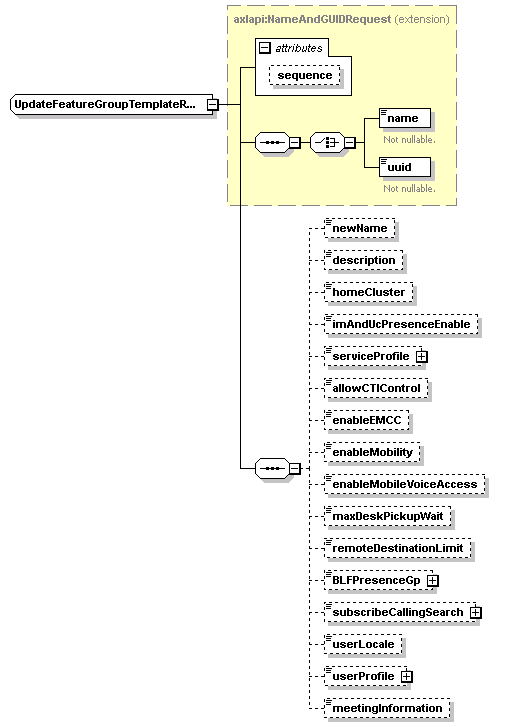 axlapi:NameAndGUIDRequest (extension)
attributes
sequence
UpdateFeatureGroupTemplateR...
name
Not nullable.
uuid
Not nullable.
newName
description
homeCluster
imAndUcPresenceEnable
serviceProfile
allowCTIControl
enableEMCC
enableMobility
enableMobileVoiceAccess
maxDeskPickupWait
remoteDestinationLimit
BLFPresenceGp
subscribeCallingSearch
userLocale
userProfile
meetingInformation